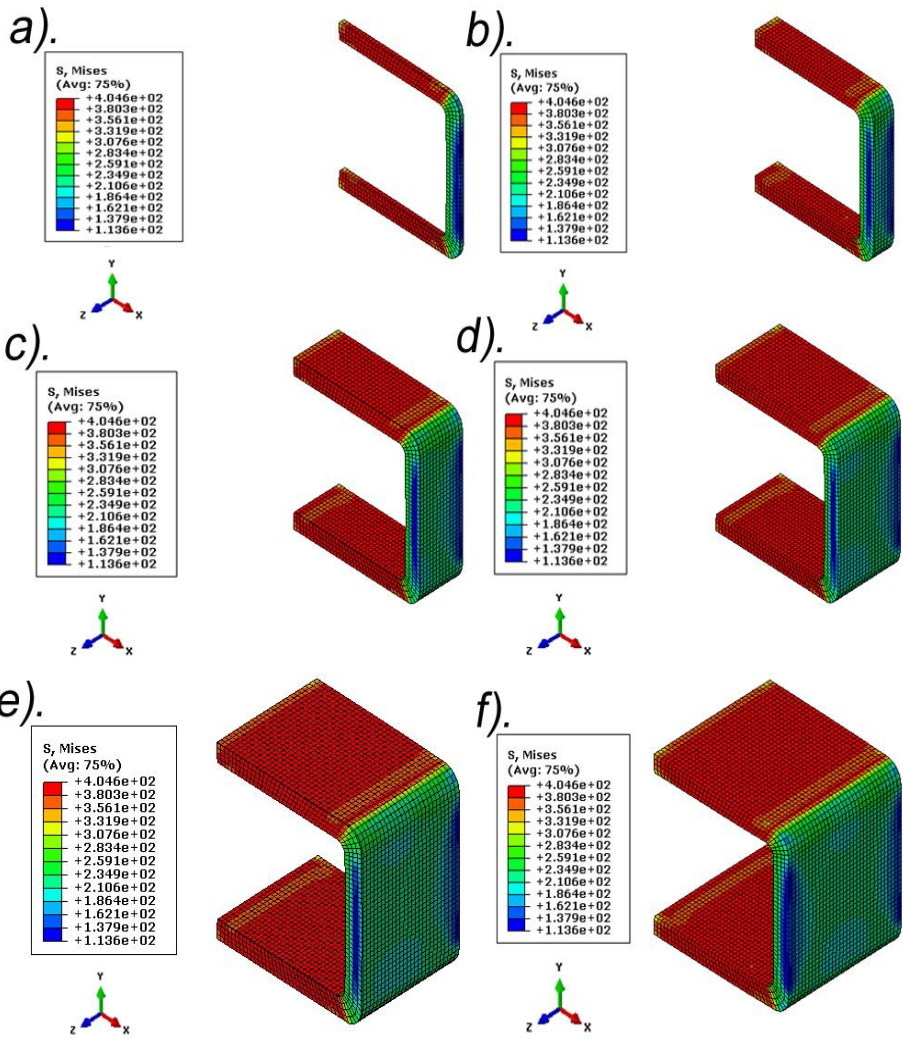 a).
S, Mises
(Avg: 75%)
+4.046e+02
+3.803e+02
+3.561e+02
+3.319e+02
+3.076e+02
+2.834e+02
+2.591e+02
+2.349e+02
+2.106e+02
+1.864e+02
+1.621e+02
+1.379e+02
+1.136e+02
Y
Z
X
b).
S, Mises
(Avg: 75%)
+4.046e+02
+3.803e+02
+3.561e+02
+3.319e+02
+3.076e+02
+2.834e+02
+2.591e+02
+2.349e+02
+2.106e+02
+1.864e+02
+1.621e+02
+1.379e+02
+1.136e+02
Y
Z
X
c).
S, Mises
(Avg: 75%)
+4.046e+02
+3.803e+02
+3.561e+02
+3.319e+02
+3.076e+02
+2.834e+02
+2.591e+02
+2.349e+02
+2.106e+02
+1.864e+02
+1.621e+02
+1.379e+02
+1.136e+02
Y
Z
X
d).
S, Mises
(Avg: 75%)
+4.046e+02
+3.803e+02
+3.561e+02
+3.319e+02
+3.076e+02
+2.834e+02
+2.591e+02
+2.349e+02
+2.106e+02
+1.864e+02
+1.621e+02
+1.379e+02
+1.136e+02
Y
Z
X
e).
S, Mises
(Avg: 75%)
+4.046e+02
+3.803e+02
+3.561e+02
+3.319e+02
+3.076e+02
+2.834e+02
+2.591e+02
+2.349e+02
+2.106e+02
+1.864e+02
+1.621e+02
+1.379e+02
+1.136e+02
Y
Z
X
f).
S, Mises
(Avg: 75%)
+4.046e+02
+3.803e+02
+3.561e+02
+3.319e+02
+3.076e+02
+2.834e+02
+2.591e+02
+2.349e+02
+2.106e+02
+1.864e+02
+1.621e+02
+1.379e+02
+1.136e+02
Y
Z
X